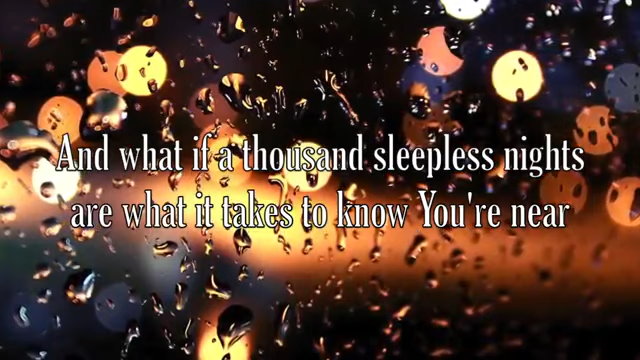 And what if a thousand sleepless nights
are what it takes to know You're near